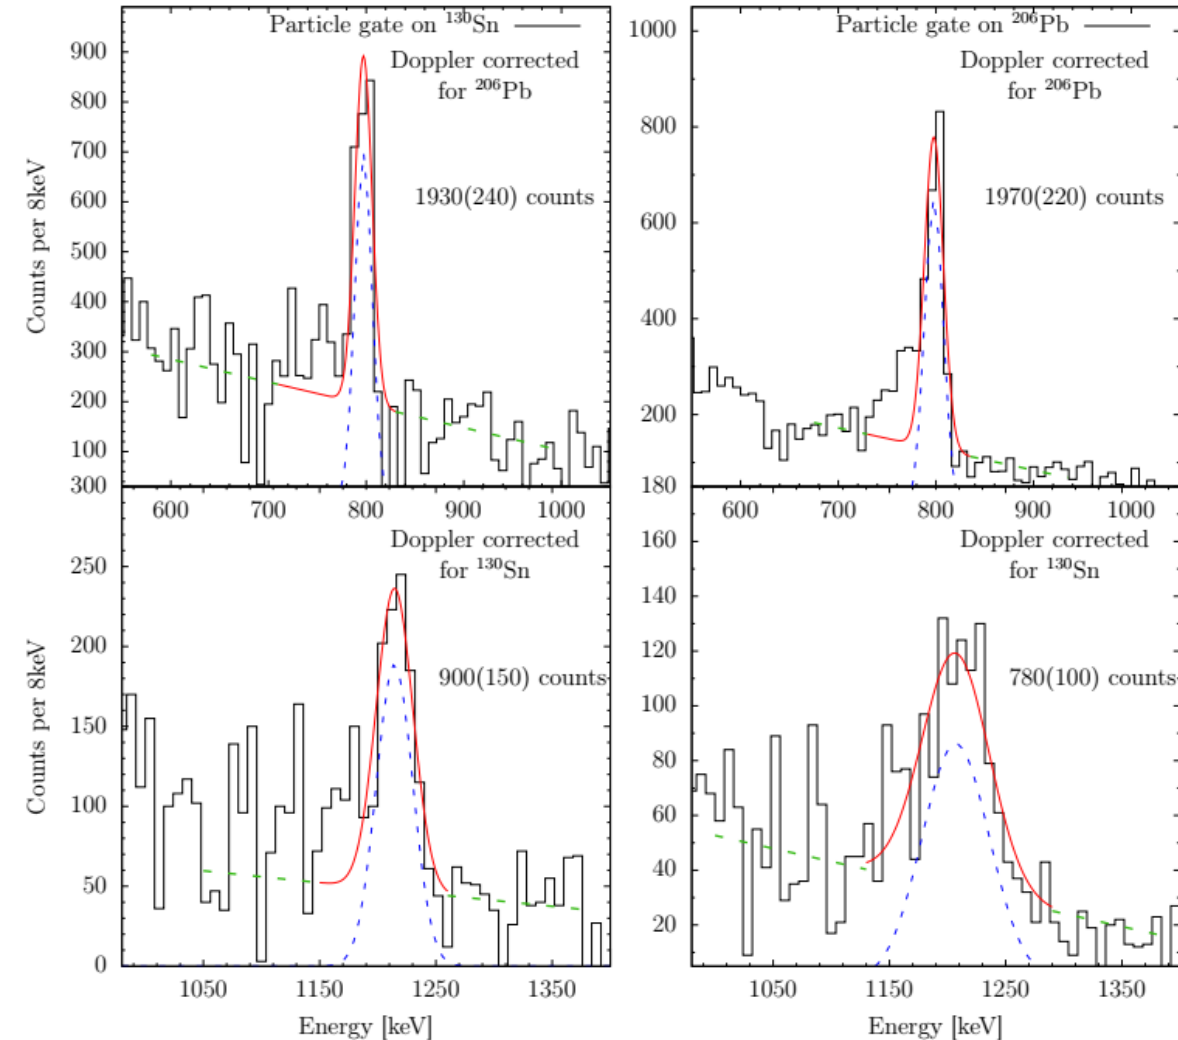 Particle gate on ¹³⁰Sn
Doppler corrected
for ²⁰⁶Pb
1930(240) counts
Counts per 8keV
900
800
700
600
500
400
300
200
100
300
600
700
800
900
1000
Particle gate on ²⁰⁶Pb
Doppler corrected
for ²⁰⁶Pb
1970(220) counts
1000
800
600
400
200
180
600
700
800
900
1000
Doppler corrected
for ¹³⁰Sn
900(150) counts
Counts per 8keV
250
200
150
100
50
0
1050
1150
1250
1350
Energy [keV]
Doppler corrected
for ¹³⁰Sn
780(100) counts
160
140
120
100
80
60
40
20
1050
1150
1250
1350
Energy [keV]